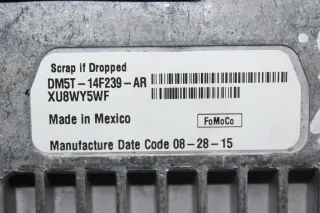 Scrap if Dropped
DM5T-14F239-AR
XU8WY5WF
Made in Mexico
FoMoCo
Manufacture Date Code 08-28-15